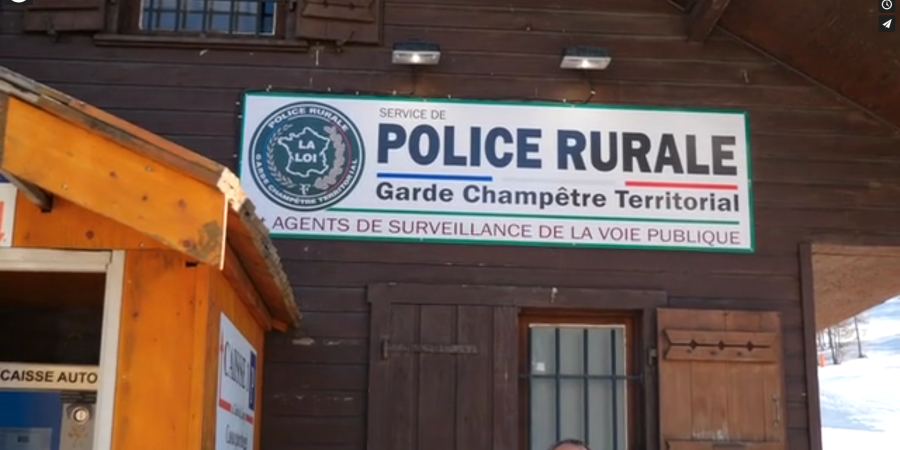 POLICE RURALE
LA
LOI
GARDE CHAMPÊTRE TERRITORIAL
SERVICE DE
POLICE RURALE
Garde Champêtre Territorial
AGENTS DE SURVEILLANCE DE LA VOIE PUBLIQUE
CAISSE AUTO
CAISSE